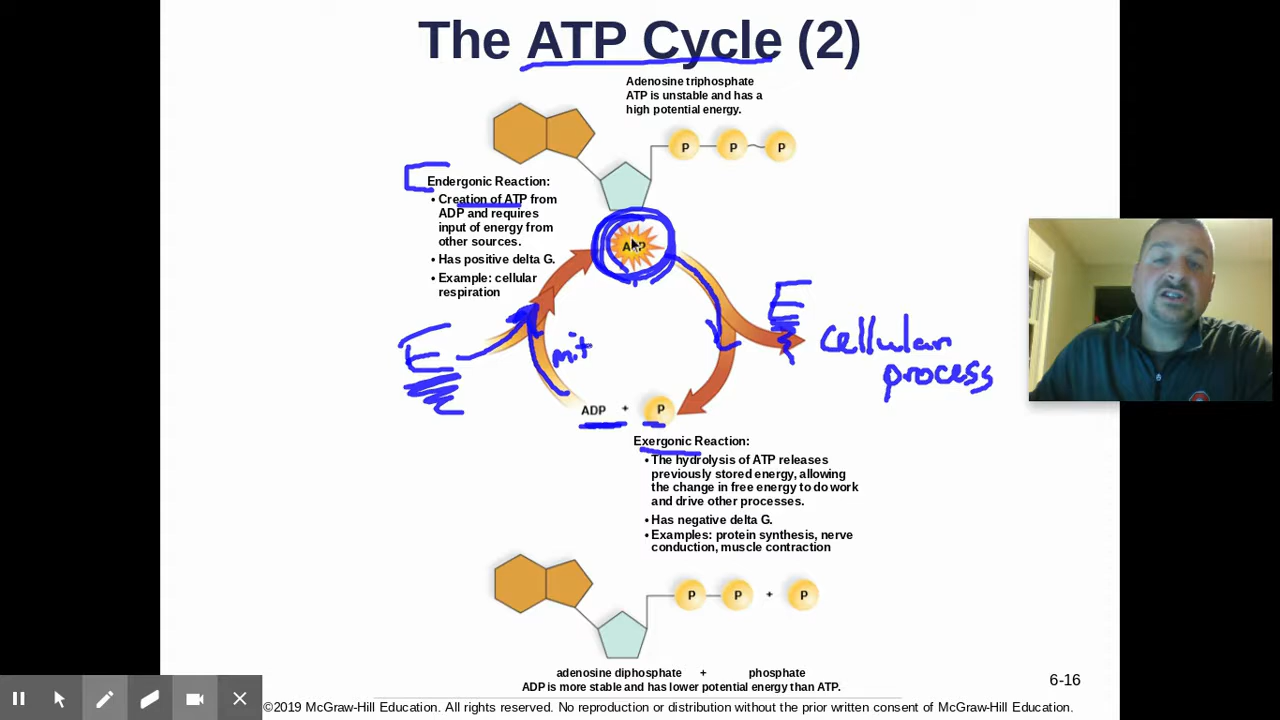 The ATP Cycle (2)
Adenosine triphosphate
ATP is unstable and has a
high potential energy.
P P P
Endergonic Reaction:
• Creation of ATP from
ADP and requires
input of energy from
other sources.
• Has positive delta G.
• Example: cellular
respiration
ATP
E
E
mit
cellular
process
ADP + P
Exergonic Reaction:
• The hydrolysis of ATP releases
previously stored energy, allowing
the change in free energy to do work
and drive other processes.
• Has negative delta G.
• Examples: protein synthesis, nerve
conduction, muscle contraction
P P + P
adenosine diphosphate + phosphate
ADP is more stable and has lower potential energy than ATP.
6-16
©2019 McGraw-Hill Education. All rights reserved. No reproduction or distribution without the prior written consent of McGraw-Hill Education.